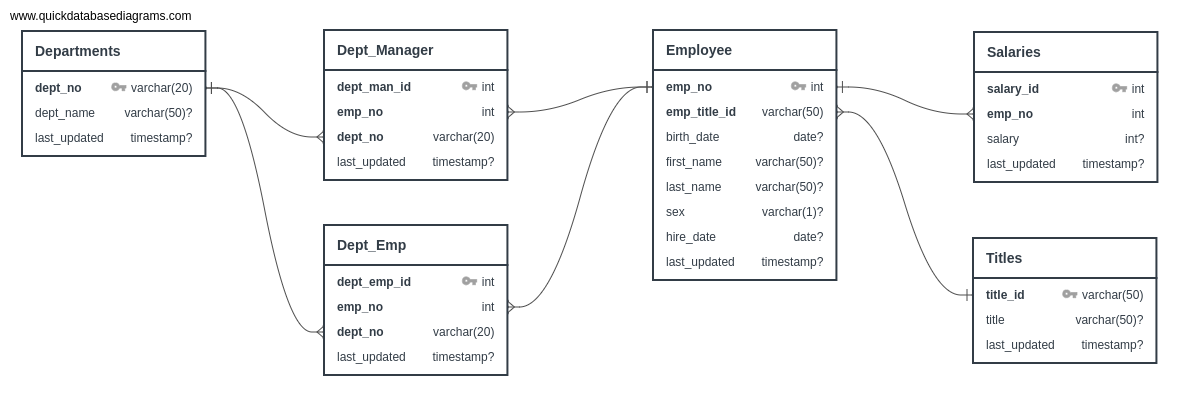 www.quickdatabasediagrams.com
Departments
dept_no varchar(20)
dept_name varchar(50)?
last_updated timestamp?
Dept_Manager
dept_man_id int
emp_no int
dept_no varchar(20)
last_updated timestamp?
Dept_Emp
dept_emp_id int
emp_no int
dept_no varchar(20)
last_updated timestamp?
Employee
emp_no int
emp_title_id varchar(50)
birth_date date?
first_name varchar(50)?
last_name varchar(50)?
sex varchar(1)?
hire_date date?
last_updated timestamp?
Salaries
salary_id int
emp_no int
salary int?
last_updated timestamp?
Titles
title_id varchar(50)
title varchar(50)?
last_updated timestamp?